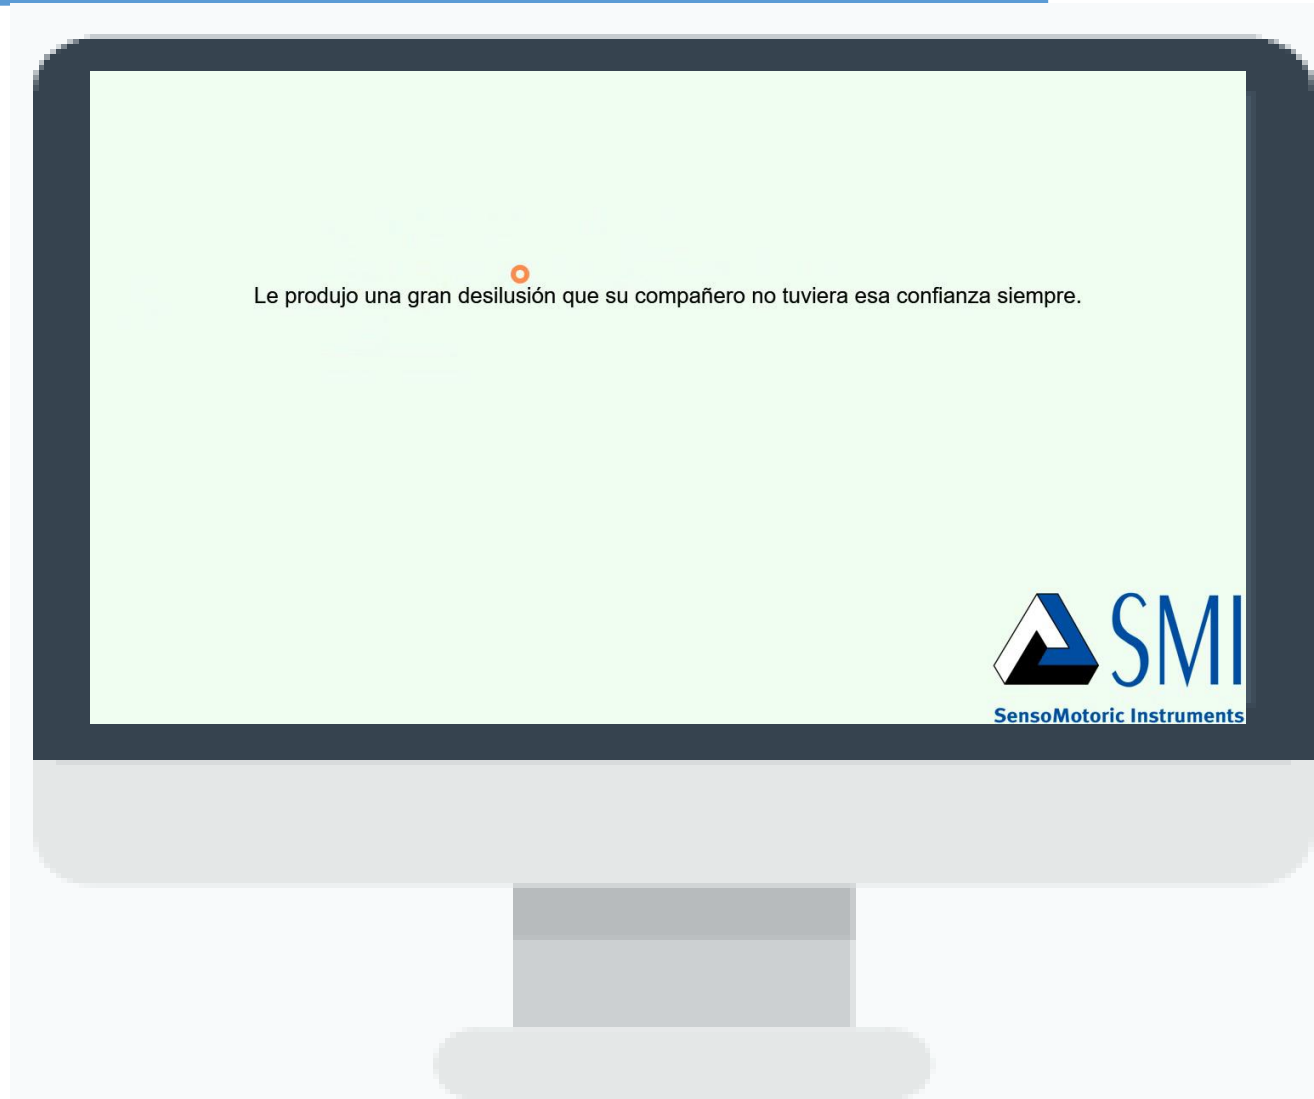 Le produjo una gran desilusión que su compañero no tuviera esa confianza siempre.
SMI
SensoMotoric Instruments